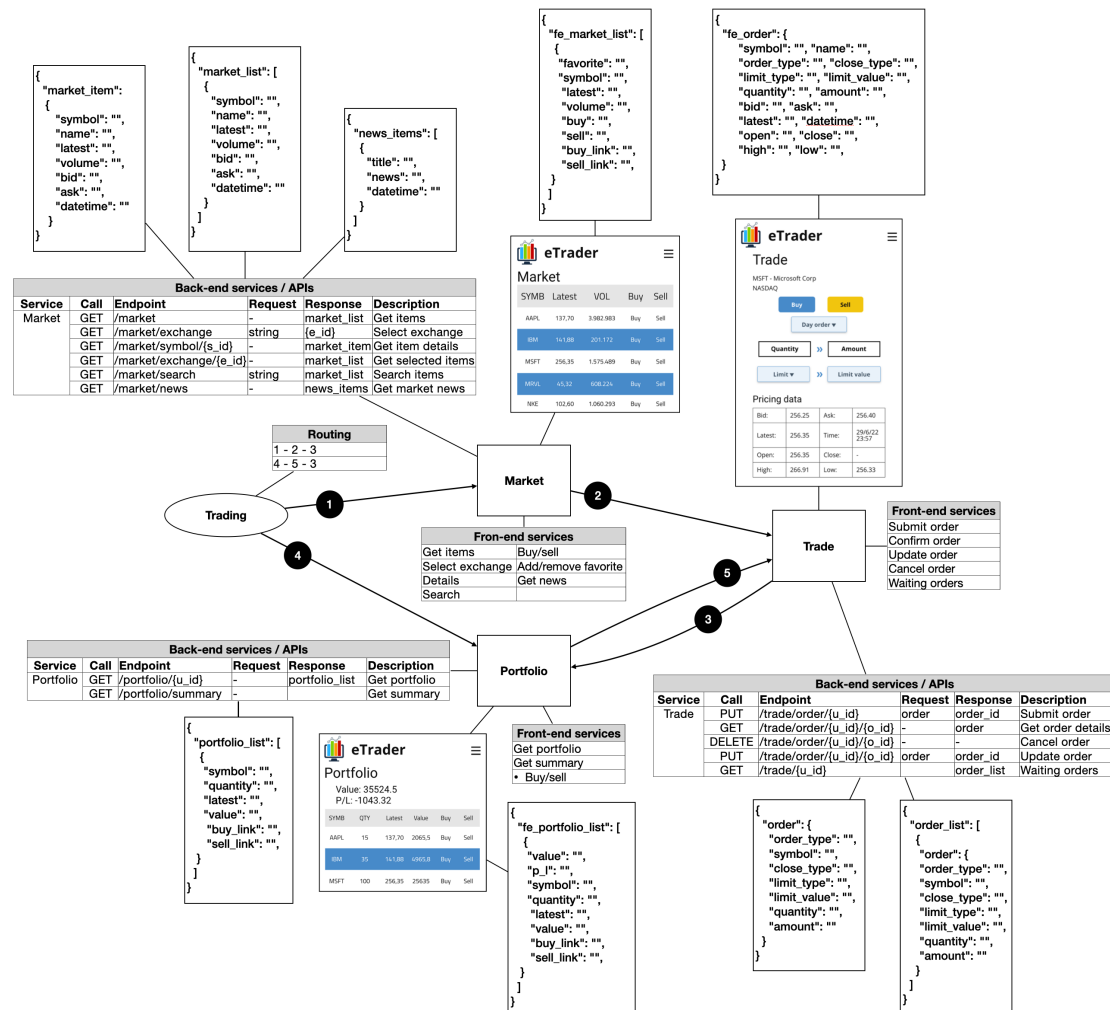 {
"market_item":
{
"symbol": "",
"name": "",
"latest": "",
"volume": "",
"bid": "",
"ask": "",
"datetime": ""
}
}
{
"market_list": [
{
"symbol": "",
"name": "",
"latest": "",
"volume": "",
"bid": "",
"ask": "",
"datetime": ""
}
]
}
{
"news_items": [
{
"title": "",
"news": "",
"datetime": ""
}
]
}
{
"fe_market_list": [
{
"favorite": "",
"symbol": "",
"latest": "",
"volume": "",
"buy": "",
"sell": "",
"buy_link": "",
"sell_link": "",
}
]
}
{
"fe_order": {
"symbol": "", "name": "",
"order_type": "", "close_type": "",
"limit_type": "", "limit_value": "",
"quantity": "", "amount": "",
"bid": "", "ask": "",
"latest": "", "datetime": "",
"open": "", "close": "",
"high": "", "low": "",
}
}
Back-end services / APIs
Service Call Endpoint Request Response Description
Market GET /market - market_list Get items
GET /market/exchange string {e_id} Select exchange
GET /market/symbol/{s_id} - market_item Get item details
GET /market/exchange/{e_id} - market_list Get selected items
GET /market/search string market_list Search items
GET /market/news - news_items Get market news
eTrader
Market
SYMB Latest VOL Buy Sell
AAPL 137,70 3.982.983 Buy Sell
IBM 141,88 201.172 Buy Sell
MSFT 256,35 1.575.489 Buy Sell
MRVL 45,32 608.224 Buy Sell
NKE 102,60 1.060.293 Buy Sell
eTrader
Trade
MSFT - Microsoft Corp
NASDAQ
Buy Sell
Day order ▾
Quantity » Amount
Limit ▾ » Limit value
Pricing data
Bid: 256.25 Ask: 256.40
Latest: 256.35 Time: 29/6/22 23:57
Open: 256.35 Close: -
High: 266.91 Low: 256.33
Routing
1 - 2 - 3
4 - 5 - 3
Trading
1
Market
2
Trade
4
5
3
Portfolio
Fron-end services
Get items Buy/sell
Select exchange Add/remove favorite
Details Get news
Search
Front-end services
Submit order
Confirm order
Update order
Cancel order
Waiting orders
Back-end services / APIs
Service Call Endpoint Request Response Description
Portfolio GET /portfolio/{u_id} - portfolio_list Get portfolio
GET /portfolio/summary - Get summary
Front-end services
Get portfolio
Get summary
• Buy/sell
Back-end services / APIs
Service Call Endpoint Request Response Description
Trade PUT /trade/order/{u_id} order order_id Submit order
GET /trade/order/{u_id}/{o_id} - order Get order details
DELETE /trade/order/{u_id}/{o_id} - - Cancel order
PUT /trade/order/{u_id}/{o_id} order order_id Update order
GET /trade/{u_id} order_list Waiting orders
{
"portfolio_list": [
{
"symbol": "",
"quantity": "",
"latest": "",
"value": "",
"buy_link": "",
"sell_link": "",
}
]
}
eTrader
Portfolio
Value: 35524.5
P/L: -1043.32
SYMB QTY Latest Value Buy Sell
AAPL 15 137,70 2065,5 Buy Sell
IBM 35 141,88 4965,8 Buy Sell
MSFT 100 256,35 25635 Buy Sell
{
"fe_portfolio_list": [
{
"value": "",
"p_l": "",
"symbol": "",
"quantity": "",
"latest": "",
"value": "",
"buy_link": "",
"sell_link": "",
}
]
}
{
"order": {
"order_type": "",
"symbol": "",
"close_type": "",
"limit_type": "",
"limit_value": "",
"quantity": "",
"amount": ""
}
}
{
"order_list": [
{
"order": {
"order_type": "",
"symbol": "",
"close_type": "",
"limit_type": "",
"limit_value": "",
"quantity": "",
"amount": ""
}
]
}